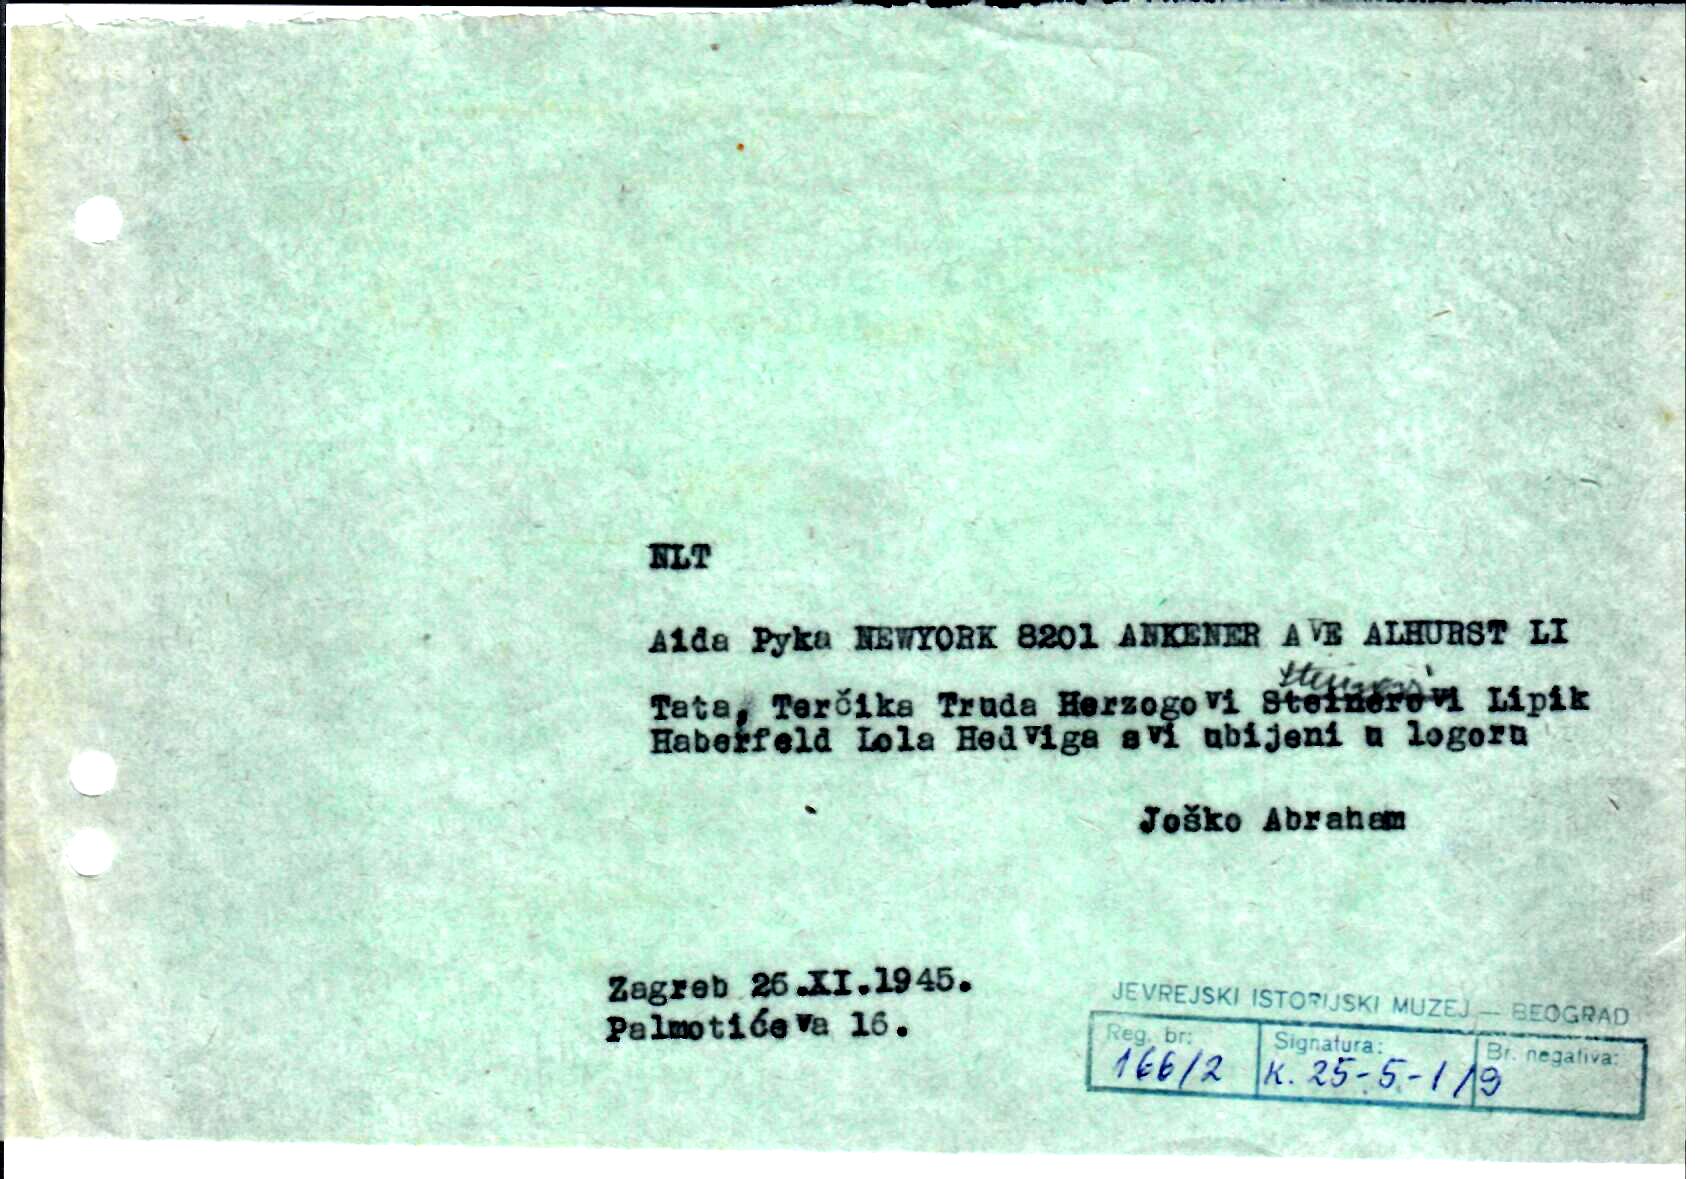 NLT
Aida Pyka NEWYORK 8201 ANKENER AVE ALHURST LI
Tata, Terčika Truda Herzogovi Steinerovi Lipik
Haberfeld Lola Hedviga svi ubijeni u logoru
Joško Abraham
Zagreb 26.XI.1945.
Palmotićeva 16.
JEVREJSKI ISTORIJSKI MUZEJ — BEOGRAD
Reg. br: Signatura: Br. negativa:
166/2 K. 25-5-1/9